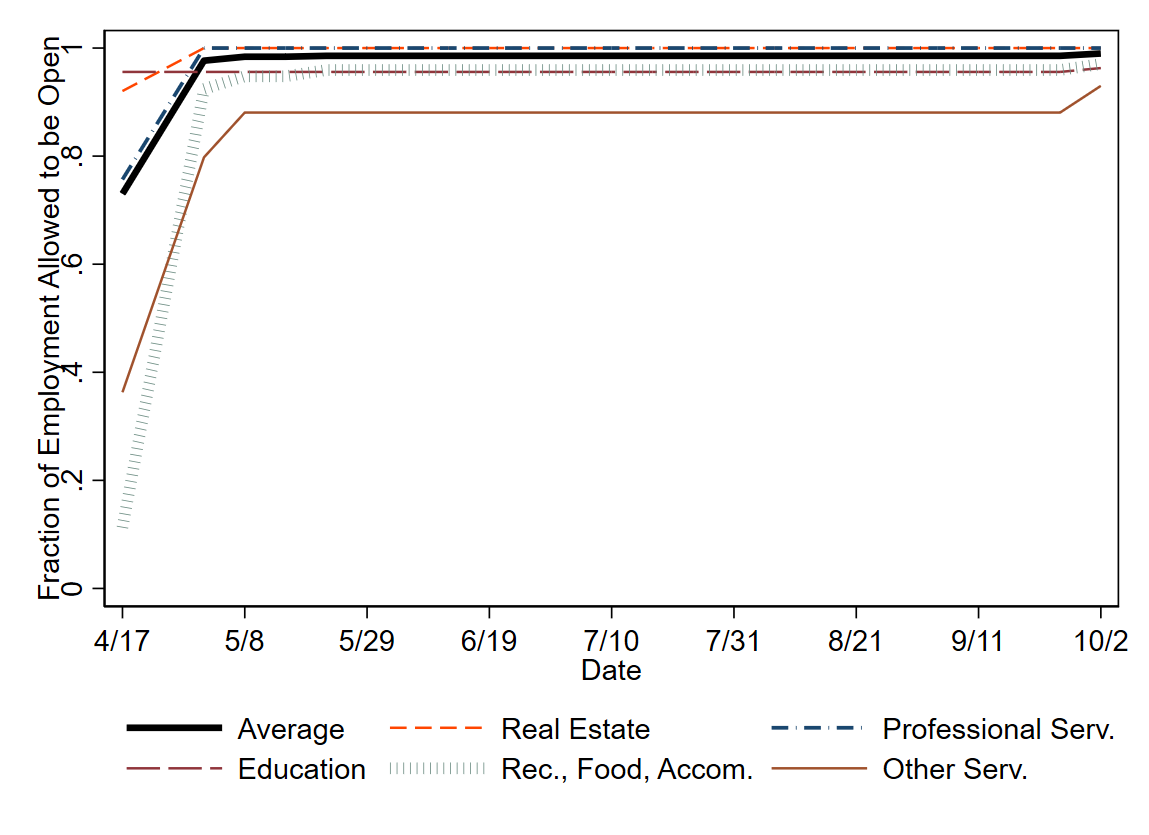 Fraction of Employment Allowed to be Open
1
.8
.6
.4
.2
0
4/17 5/8 5/29 6/19 7/10 7/31 8/21 9/11 10/2
Date
Average Real Estate Professional Serv.
Education Rec., Food, Accom. Other Serv.